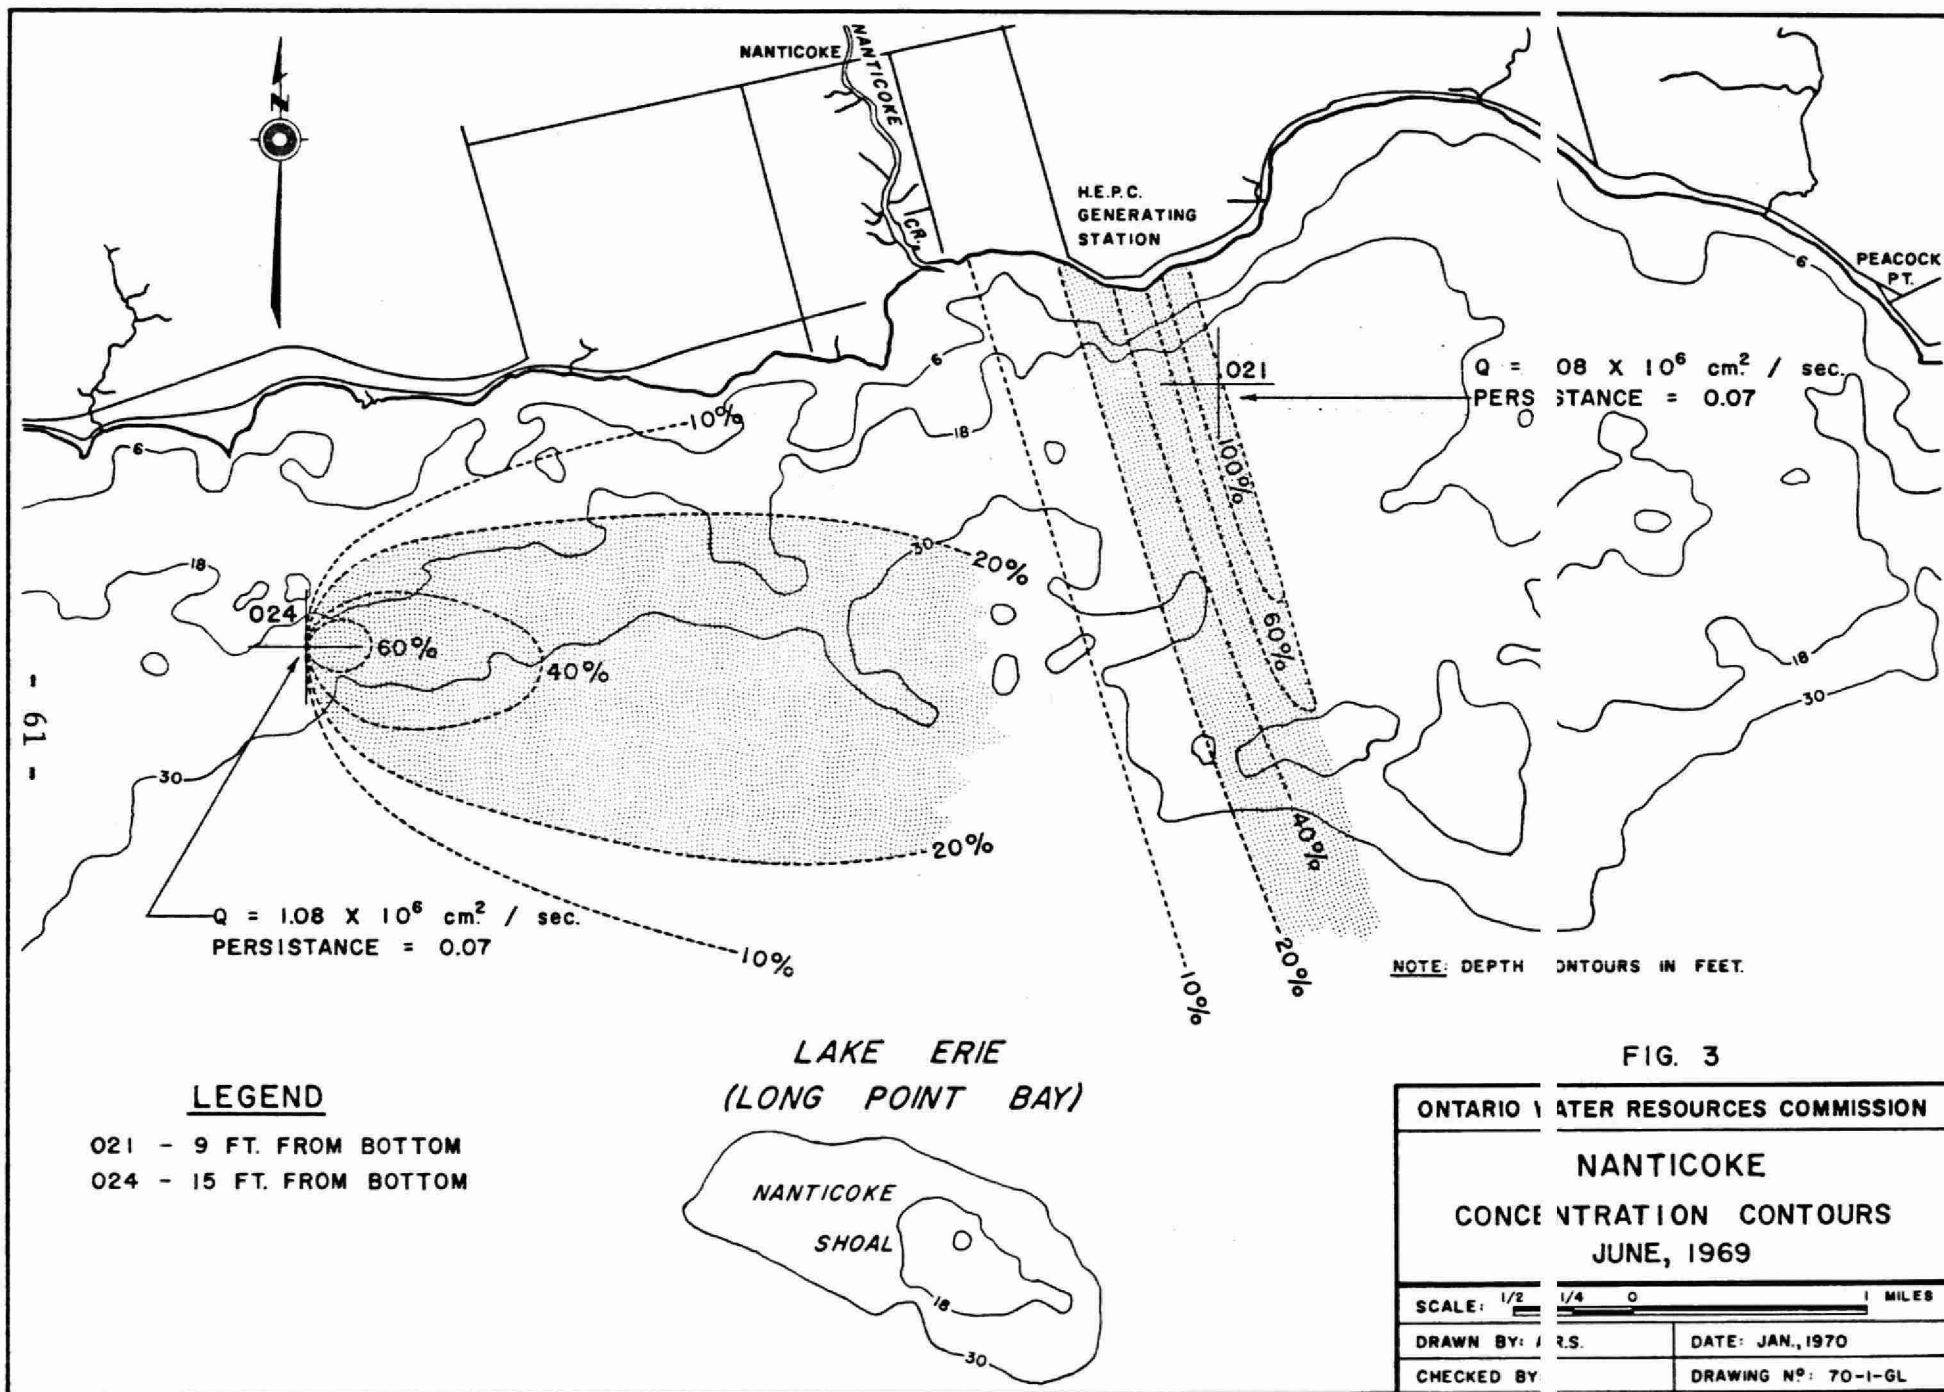 NANTICOKE
NANTICOKE
CR.
H.E.P.C.
GENERATING
STATION
PEACOCK
PT.
6
6
6
18
18
18
18
30
30
30
30
021
Q = 08 X 10⁶ cm² / sec.
PERS STANCE = 0.07
10%
20%
100%
60%
024
60%
40%
40%
20%
20%
10%
10%
Q = 1.08 X 10⁶ cm² / sec.
PERSISTANCE = 0.07
- 61 -
NOTE: DEPTH ONTOURS IN FEET.
LAKE ERIE
(LONG POINT BAY)
NANTICOKE
SHOAL
LEGEND
021 - 9 FT. FROM BOTTOM
024 - 15 FT. FROM BOTTOM
FIG. 3
ONTARIO WATER RESOURCES COMMISSION
NANTICOKE
CONCENTRATION CONTOURS
JUNE, 1969
SCALE: 1/2 1/4 0 1 MILES
DRAWN BY: R.S.
DATE: JAN., 1970
CHECKED BY
DRAWING Nº: 70-1-GL